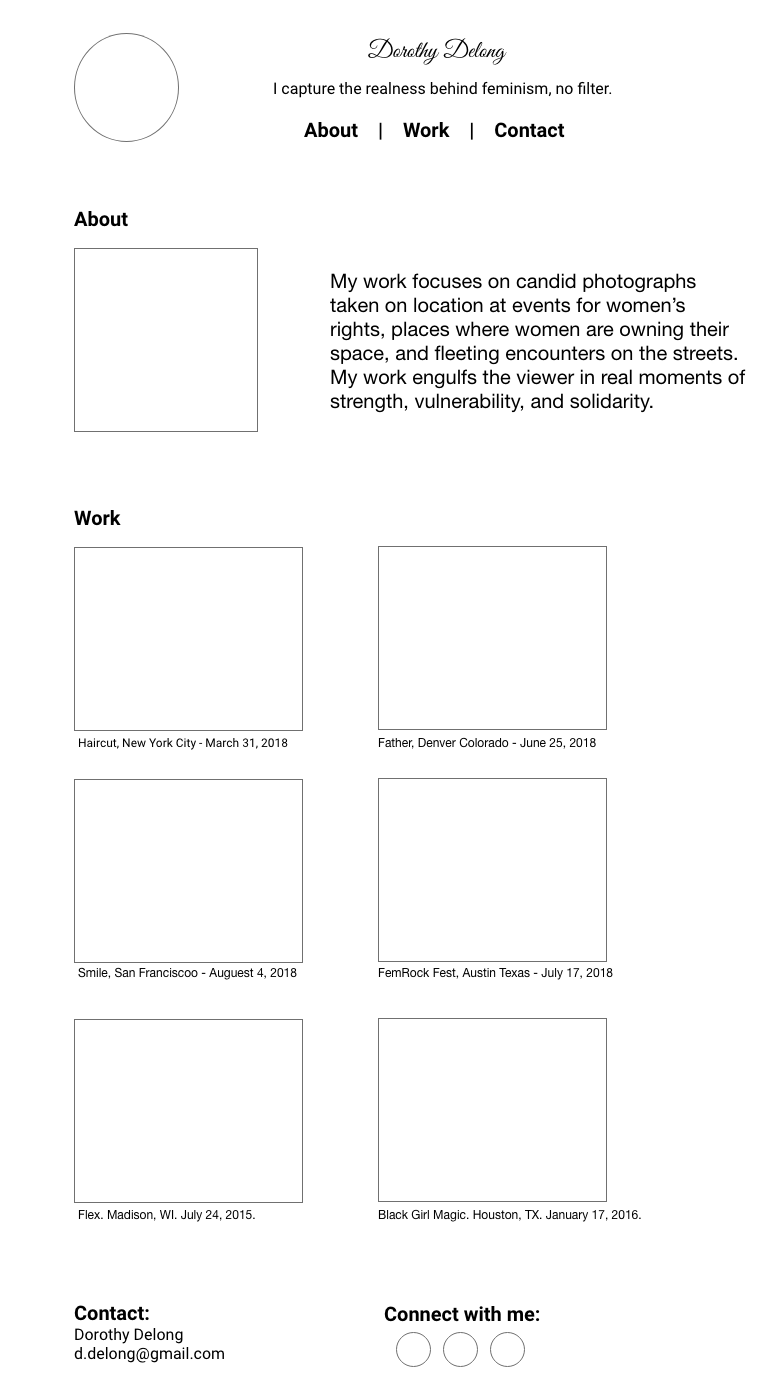 Dorothy Delong
I capture the realness behind feminism, no filter.
About | Work | Contact
About
My work focuses on candid photographs
taken on location at events for women’s
rights, places where women are owning their
space, and fleeting encounters on the streets.
My work engulfs the viewer in real moments of
strength, vulnerability, and solidarity.
Work
Haircut, New York City - March 31, 2018
Father, Denver Colorado - June 25, 2018
Smile, San Franciscoo - Auguest 4, 2018
FemRock Fest, Austin Texas - July 17, 2018
Flex. Madison, WI. July 24, 2015.
Black Girl Magic. Houston, TX. January 17, 2016.
Contact:
Dorothy Delong
d.delong@gmail.com
Connect with me: